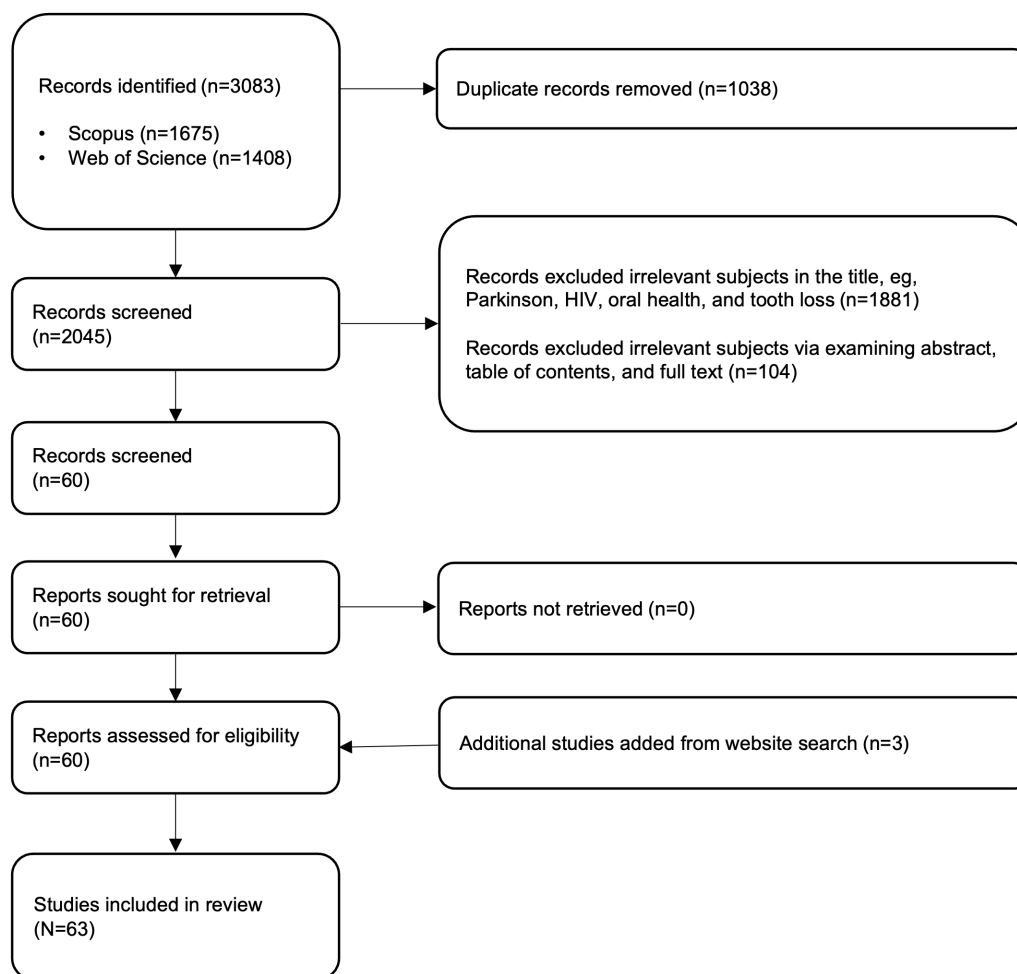 Records identified (n=3083)
• Scopus (n=1675)
• Web of Science (n=1408)
Duplicate records removed (n=1038)
Records screened
(n=2045)
Records excluded irrelevant subjects in the title, eg,
Parkinson, HIV, oral health, and tooth loss (n=1881)
Records excluded irrelevant subjects via examining abstract,
table of contents, and full text (n=104)
Records screened
(n=60)
Reports sought for retrieval
(n=60)
Reports not retrieved (n=0)
Reports assessed for eligibility
(n=60)
Additional studies added from website search (n=3)
Studies included in review
(N=63)